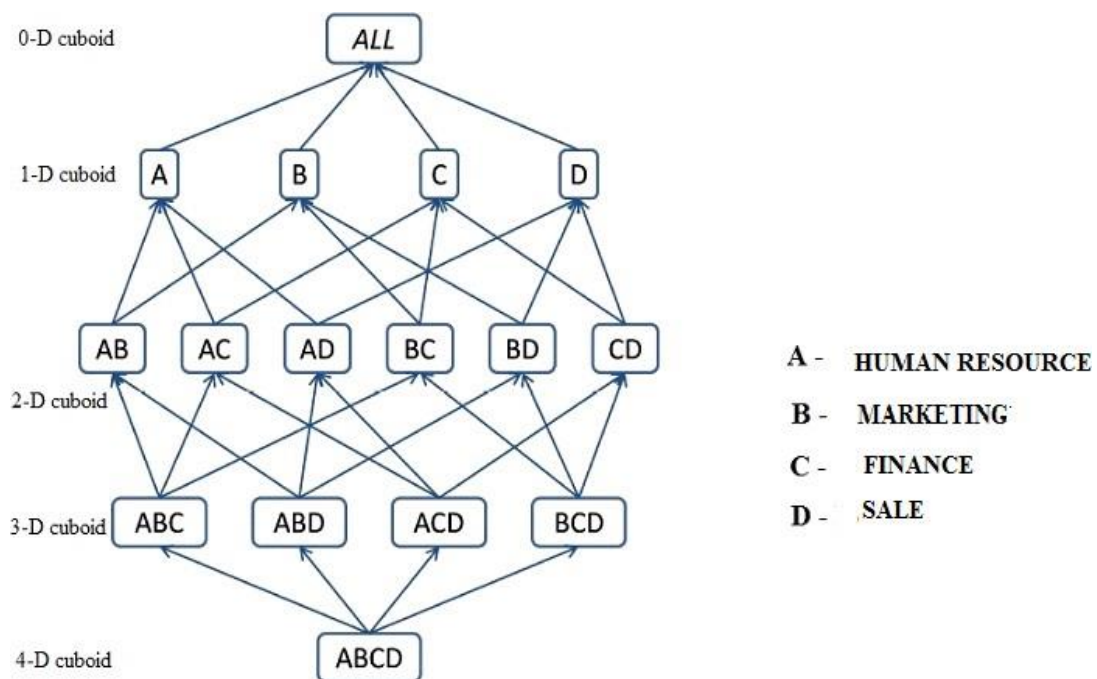 0-D cuboid
ALL
1-D cuboid
A
B
C
D
AB
AC
AD
BC
BD
CD
2-D cuboid
3-D cuboid
ABC
ABD
ACD
BCD
4-D cuboid
ABCD
A - HUMAN RESOURCE
B - MARKETING
C - FINANCE
D - SALE